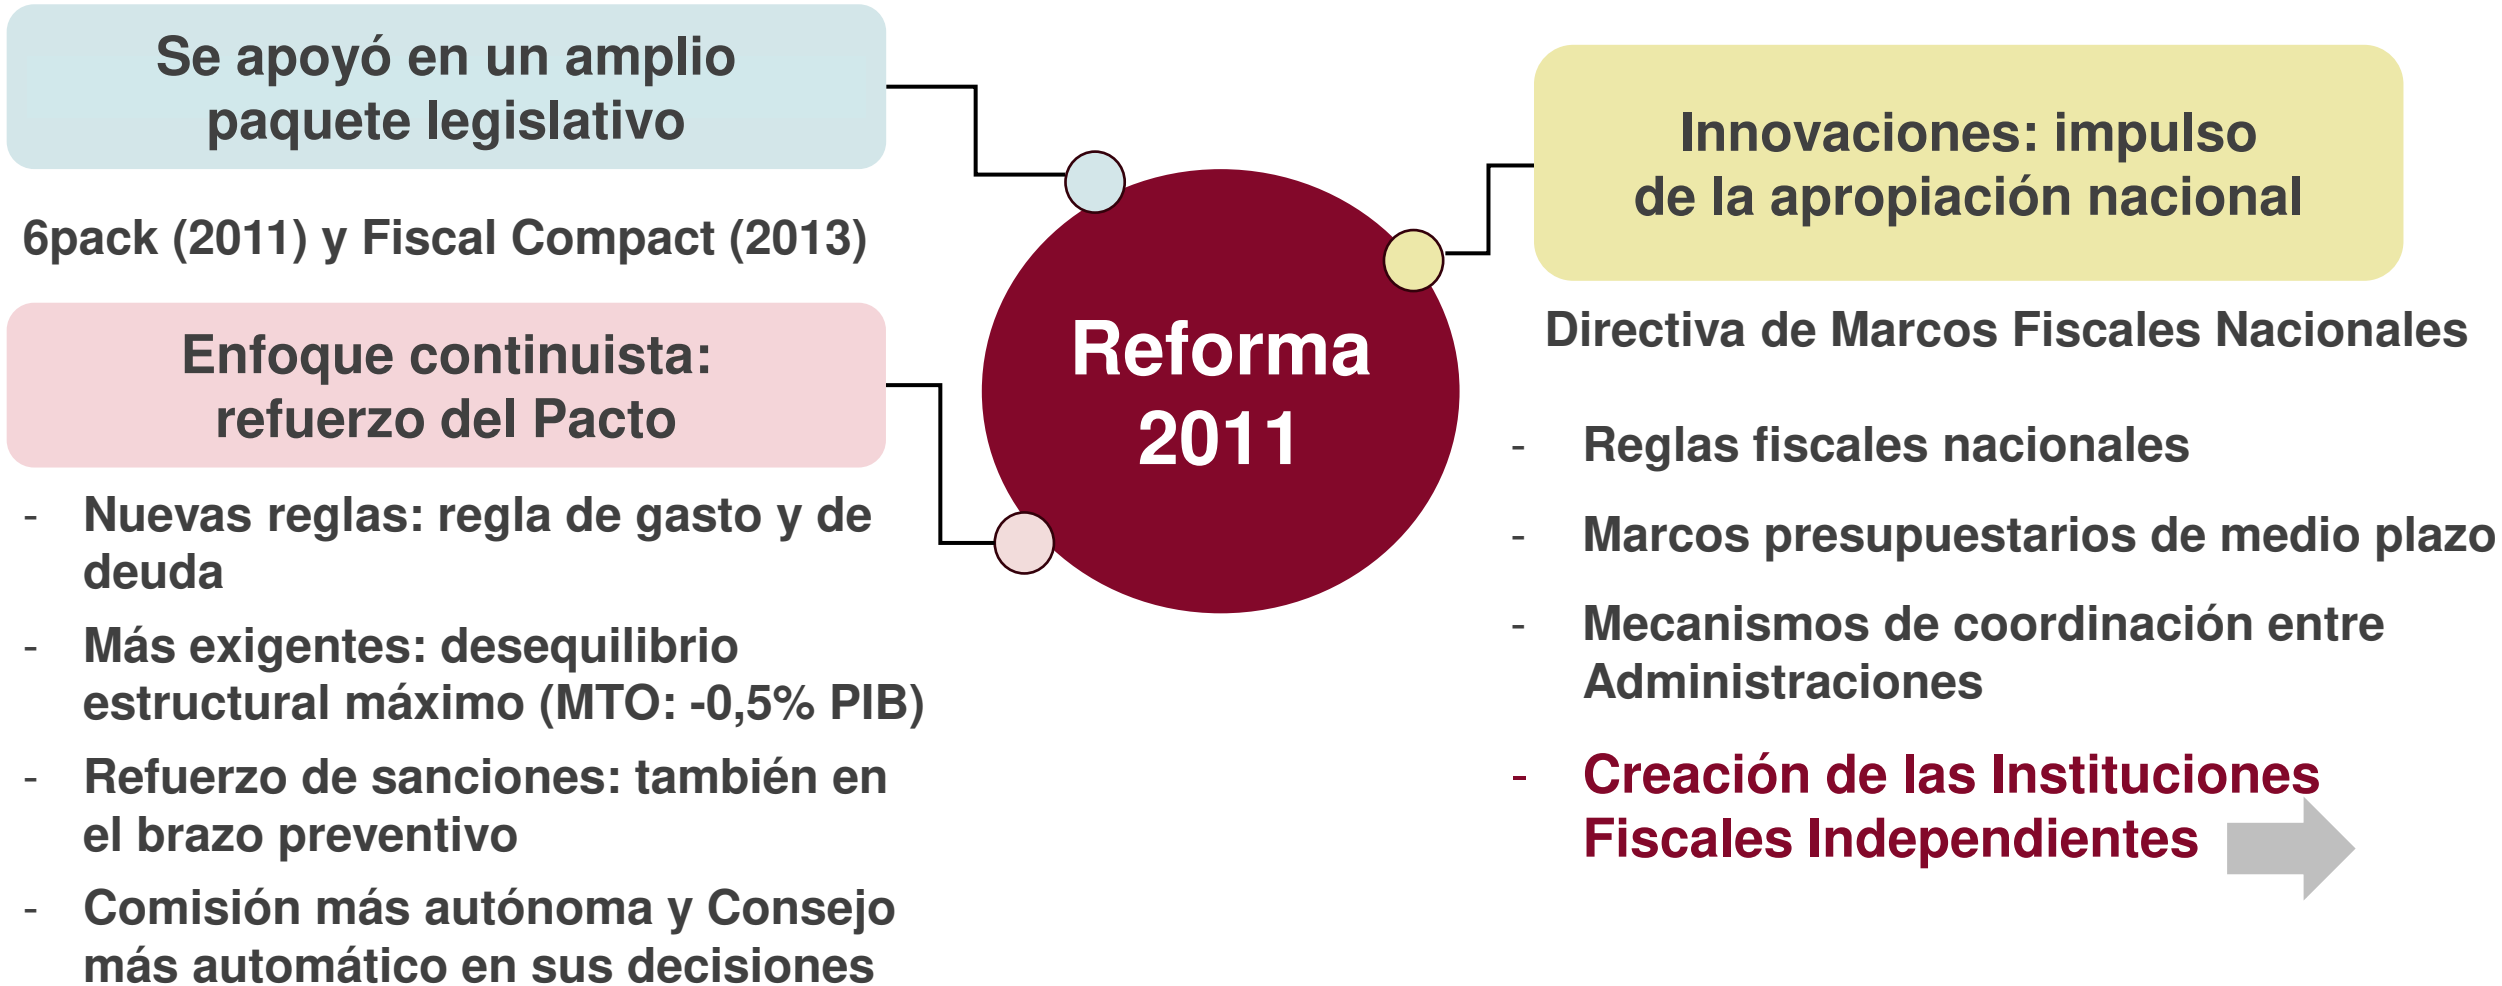 Se apoyó en un amplio
paquete legislativo
6pack (2011) y Fiscal Compact (2013)
Enfoque continuista:
refuerzo del Pacto
- Nuevas reglas: regla de gasto y de
deuda
- Más exigentes: desequilibrio
estructural máximo (MTO: -0,5% PIB)
- Refuerzo de sanciones: también en
el brazo preventivo
- Comisión más autónoma y Consejo
más automático en sus decisiones
Reforma
2011
Innovaciones: impulso
de la apropiación nacional
Directiva de Marcos Fiscales Nacionales
- Reglas fiscales nacionales
- Marcos presupuestarios de medio plazo
- Mecanismos de coordinación entre
Administraciones
- Creación de las Instituciones
Fiscales Independientes